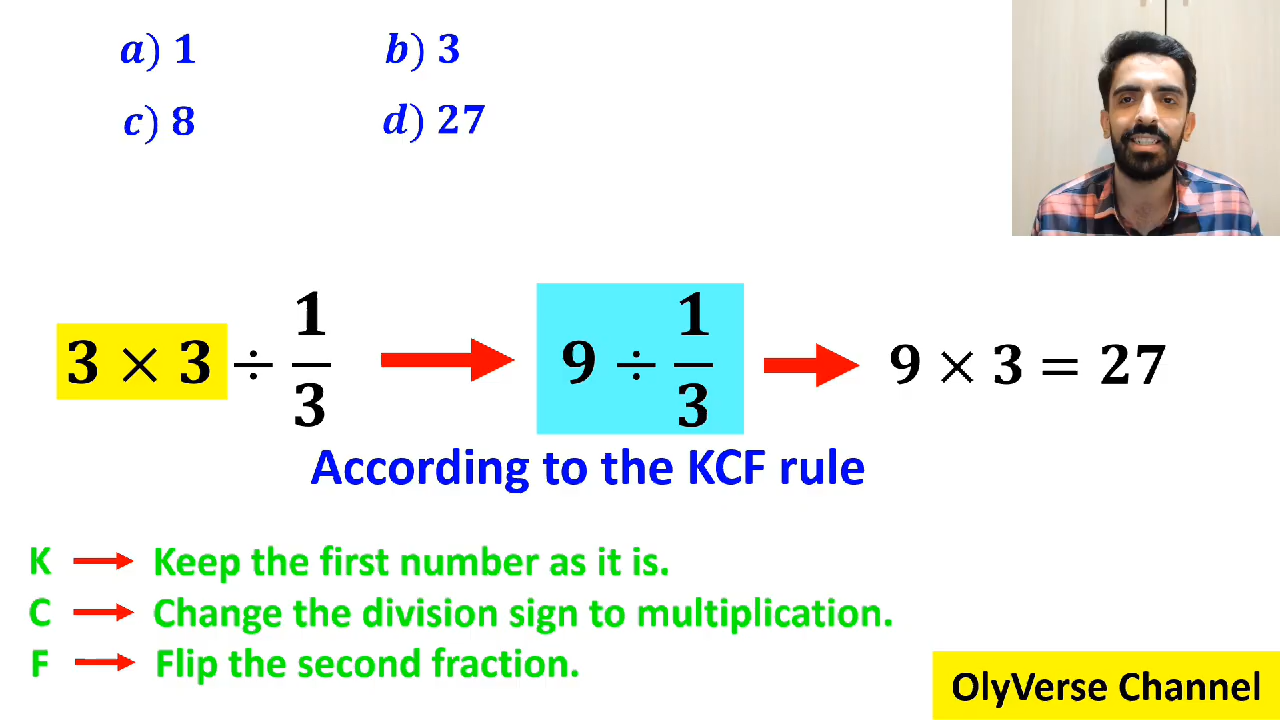 a) 1 b) 3
c) 8 d) 27
3 × 3 ÷ 1/3 → 9 ÷ 1/3 → 9 × 3 = 27
According to the KCF rule
K → Keep the first number as it is.
C → Change the division sign to multiplication.
F → Flip the second fraction.
OlyVerse Channel